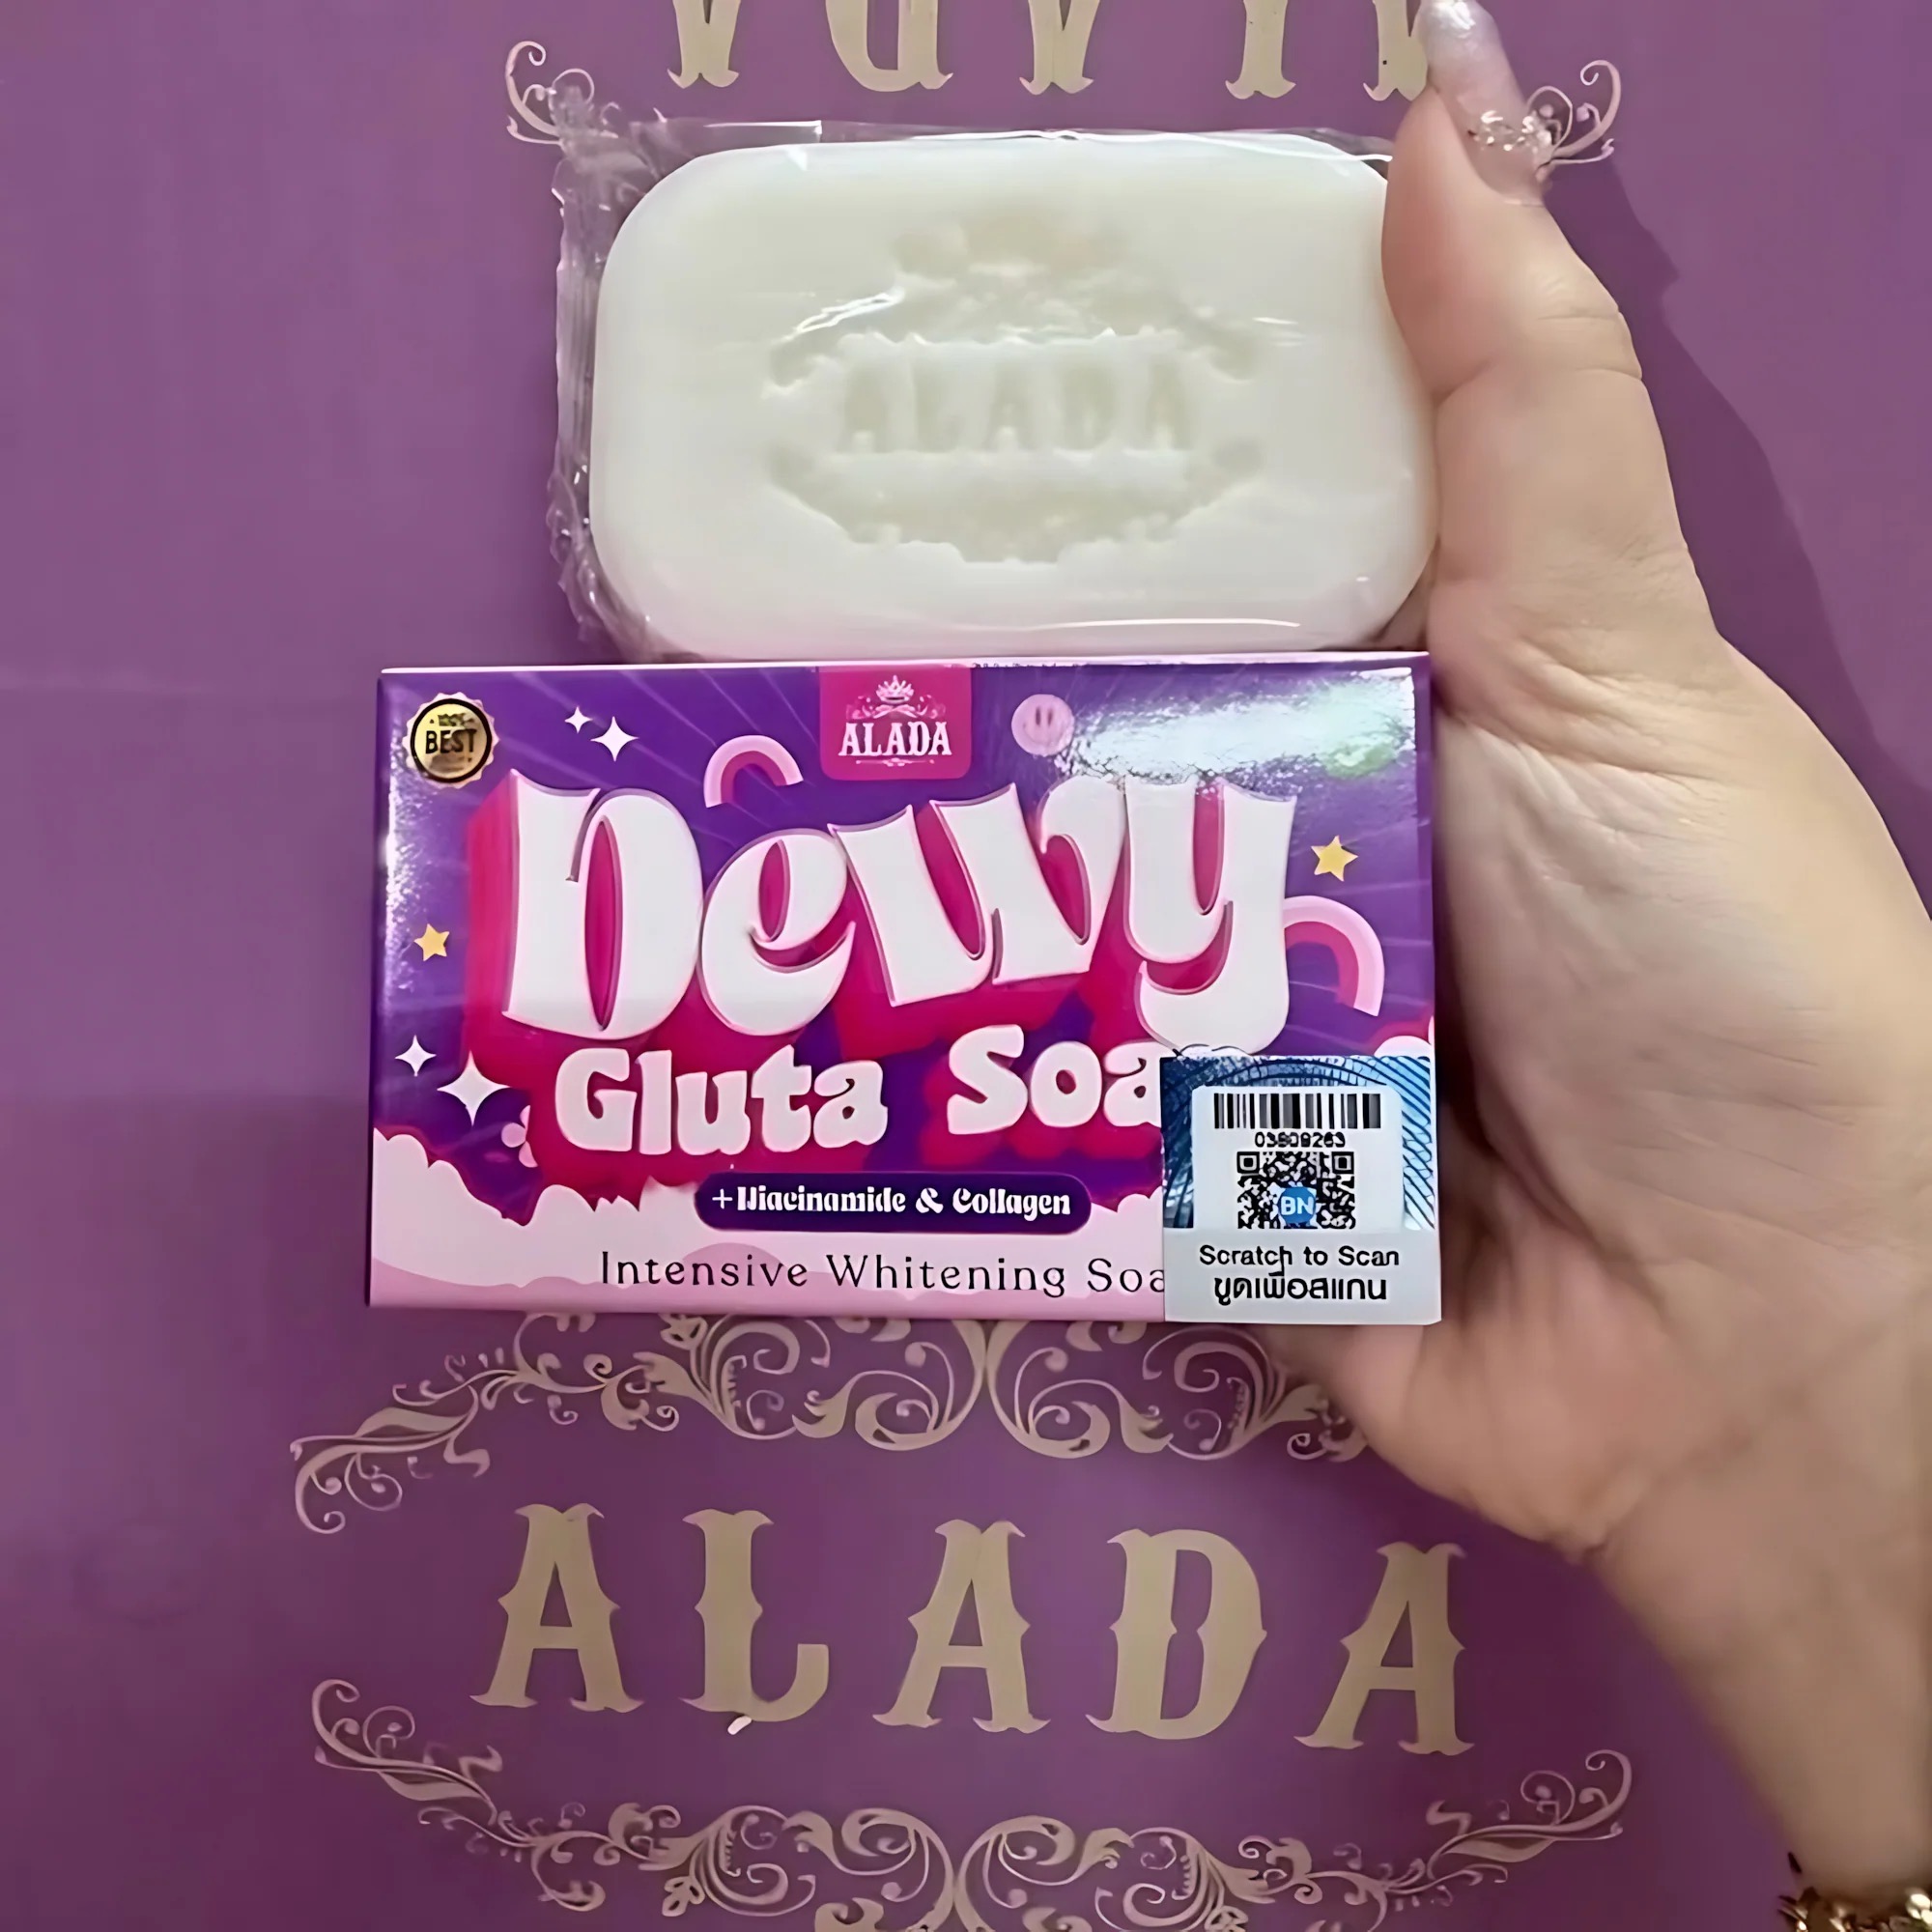 ALADA
ALADA
BEST
ALADA
Dewy
Gluta Soa
+Niacinamide & Collagen
Intensive Whitening Soa
BN
Scratch to Scan
ขูดเพื่อสแกน
ALADA